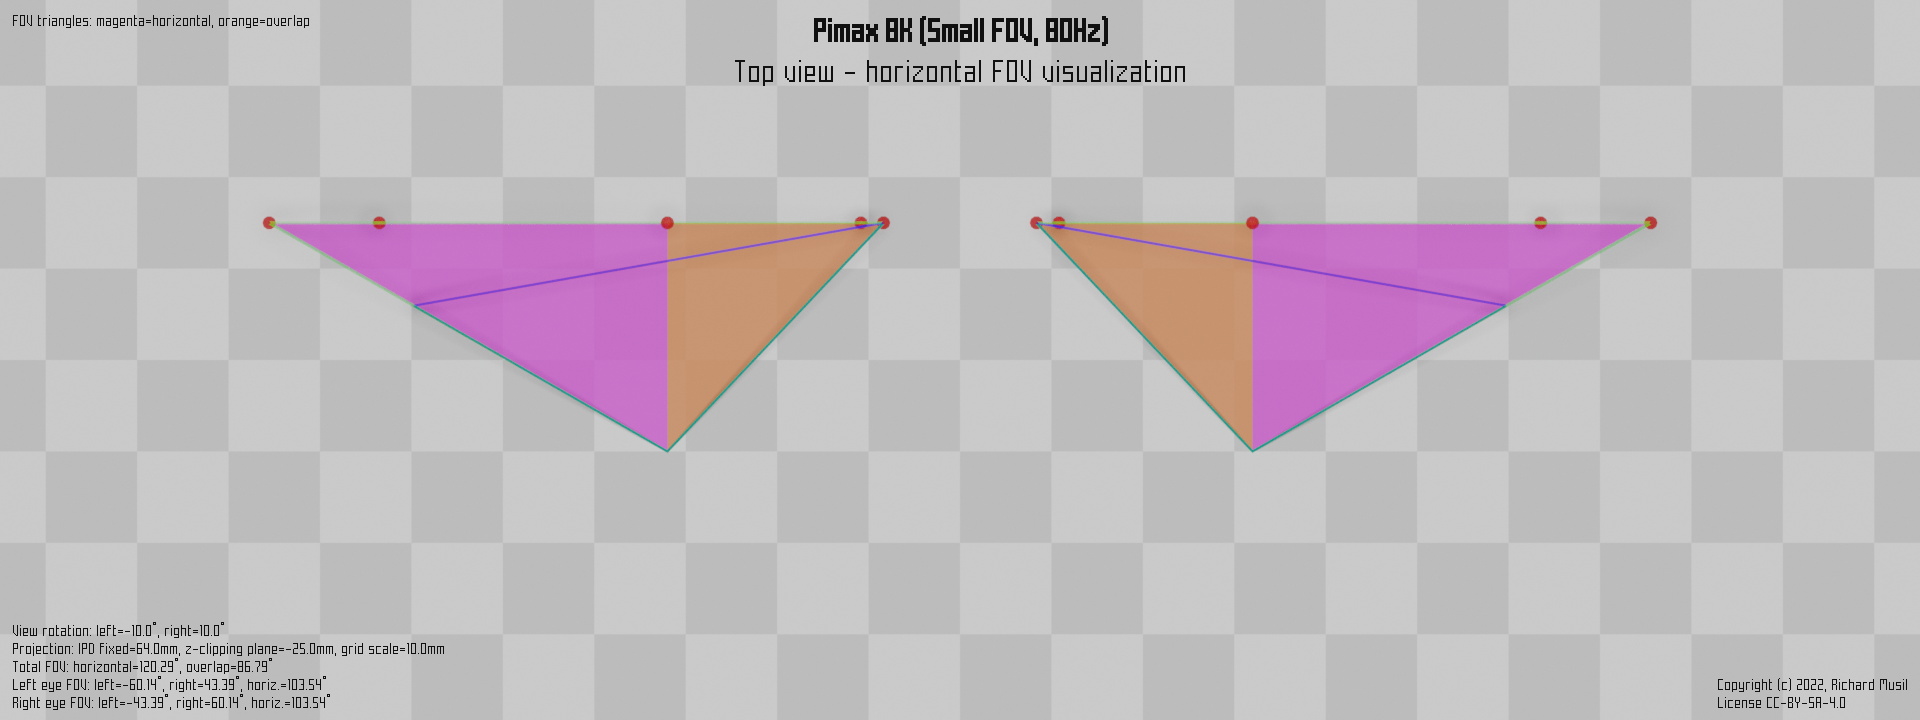 FOV triangles: magenta=horizontal, orange=overlap
Pimax 8K (Small FOV, 80Hz)
Top view - horizontal FOV visualization
View rotation: left=-10.0°, right=10.0°
Projection: IPD fixed=64.0mm, z-clipping plane=-25.0mm, grid scale=10.0mm
Total FOV: horizontal=120.29°, overlap=86.79°
Left eye FOV: left=-60.14°, right=43.39°, horiz.=103.54°
Right eye FOV: left=-43.39°, right=60.14°, horiz.=103.54°
Copyright (c) 2022, Richard Musil
License CC-BY-SA-4.0